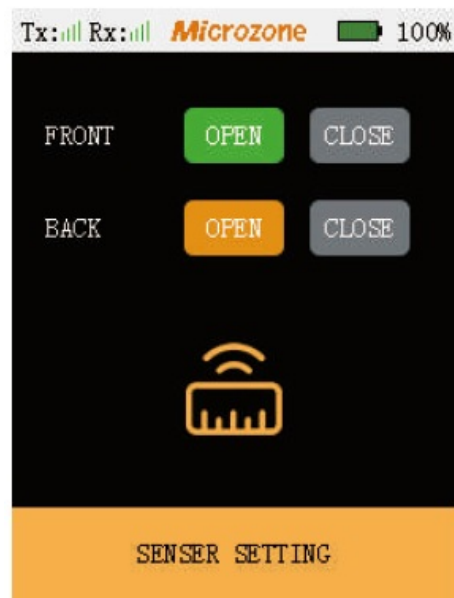 Tx: Rx: Microzone 100%
FRONT OPEN CLOSE
BACK OPEN CLOSE
SENSER SETTING